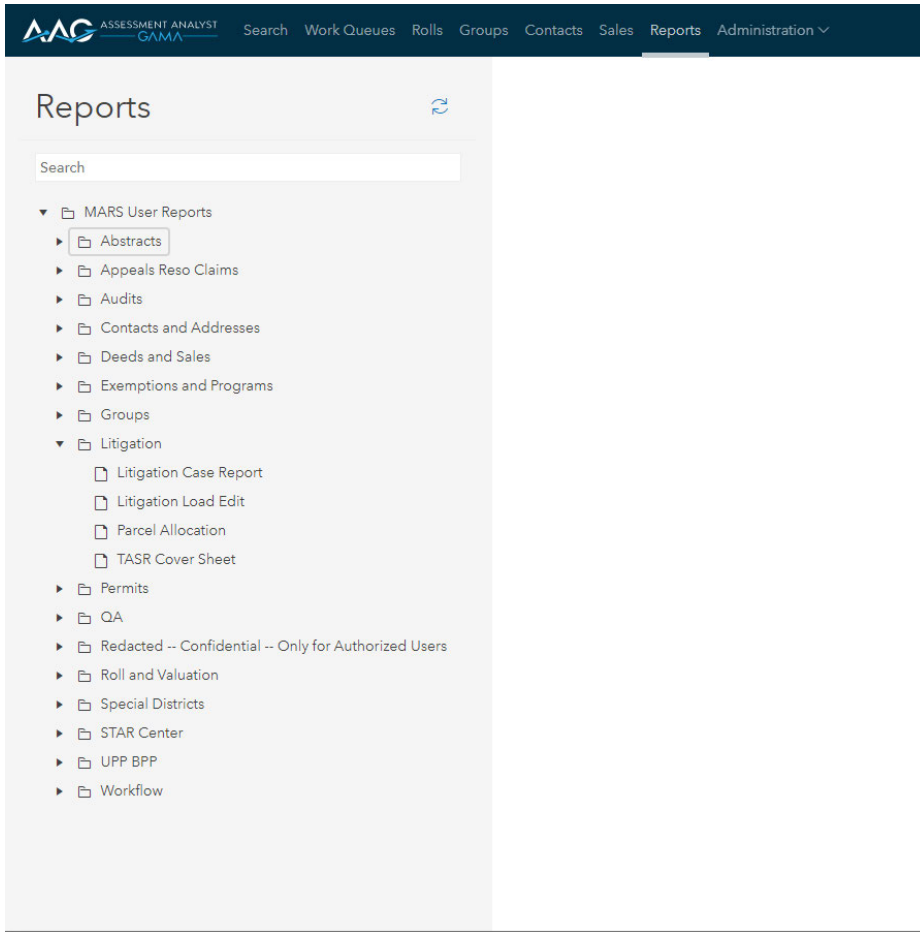 AAG ASSESSMENT ANALYST
GAMA
Search Work Queues Rolls Groups Contacts Sales Reports Administration
Reports
Search
MARS User Reports
Abstracts
Appeals Reso Claims
Audits
Contacts and Addresses
Deeds and Sales
Exemptions and Programs
Groups
Litigation
Litigation Case Report
Litigation Load Edit
Parcel Allocation
TASR Cover Sheet
Permits
QA
Redacted -- Confidential -- Only for Authorized Users
Roll and Valuation
Special Districts
STAR Center
UPP BPP
Workflow